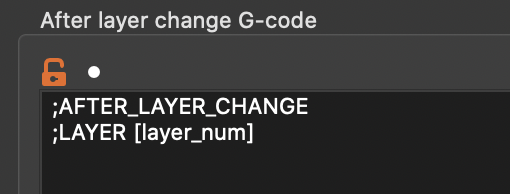 After layer change G-code
;AFTER_LAYER_CHANGE
;LAYER [layer_num]